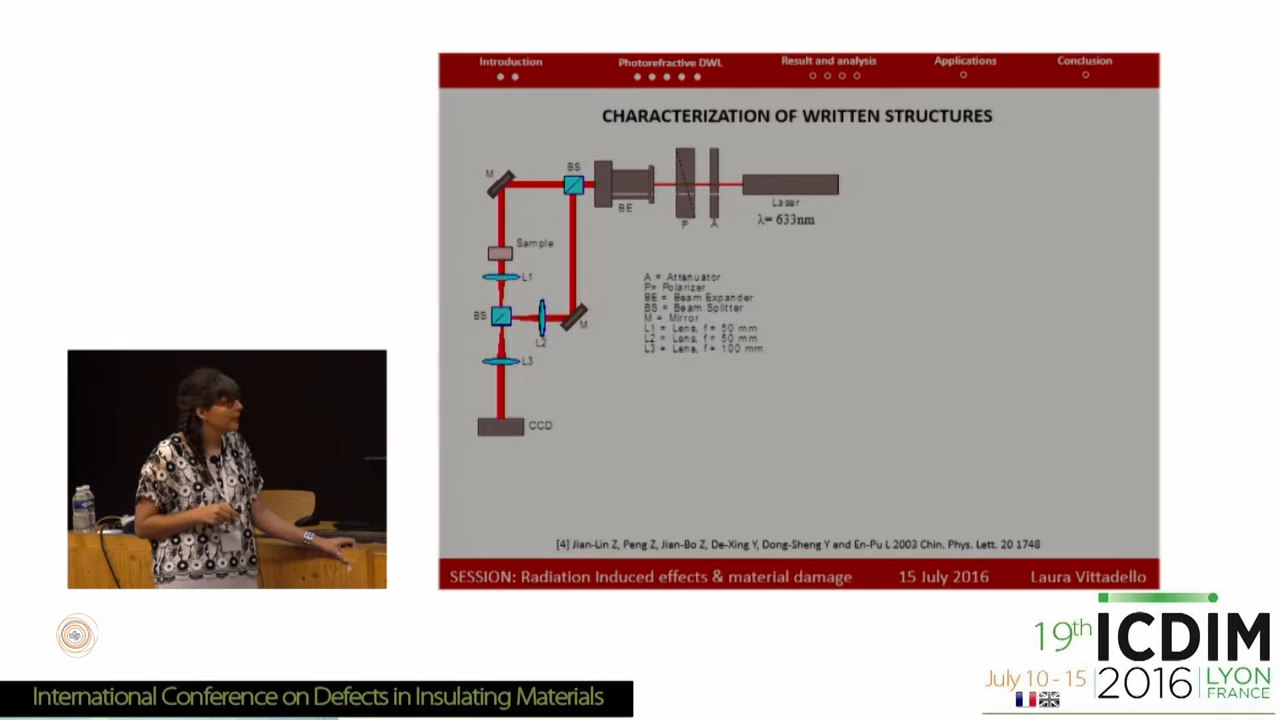 Introduction
Photorefractive DWL
Result and analysis
Applications
Conclusion
CHARACTERIZATION OF WRITTEN STRUCTURES
M
BS
BE
P
A
Laser
λ= 633nm
Sample
L1
BS
L2
M
L3
CCD
A = Attenuator
P= Polarizer
BE = Beam Expander
BS = Beam Splitter
M = Mirror
L1 = Lens, f = 50 mm
L2 = Lens, f = 50 mm
L3 = Lens, f = 100 mm
[4] Jian-Lin Z, Peng Z, Jian-Bo Z, De-Xing Y, Dong-Sheng Y and En-Pu L 2003 Chin. Phys. Lett. 20 1748
SESSION: Radiation Induced effects & material damage 15 July 2016 Laura Vittadello
19th ICDIM
July 10 - 15 2016 LYON
FRANCE
International Conference on Defects in Insulating Materials